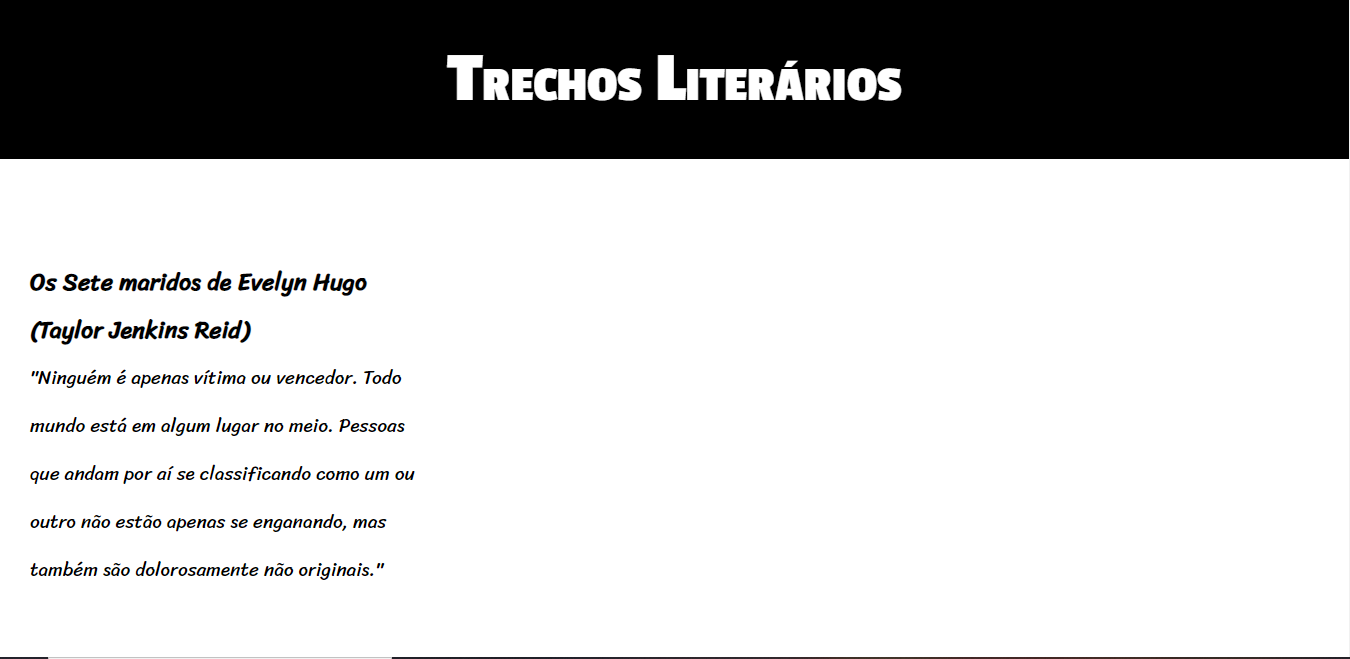 Trechos Literários
Os Sete maridos de Evelyn Hugo
(Taylor Jenkins Reid)
"Ninguém é apenas vítima ou vencedor. Todo
mundo está em algum lugar no meio. Pessoas
que andam por aí se classificando como um ou
outro não estão apenas se enganando, mas
também são dolorosamente não originais."